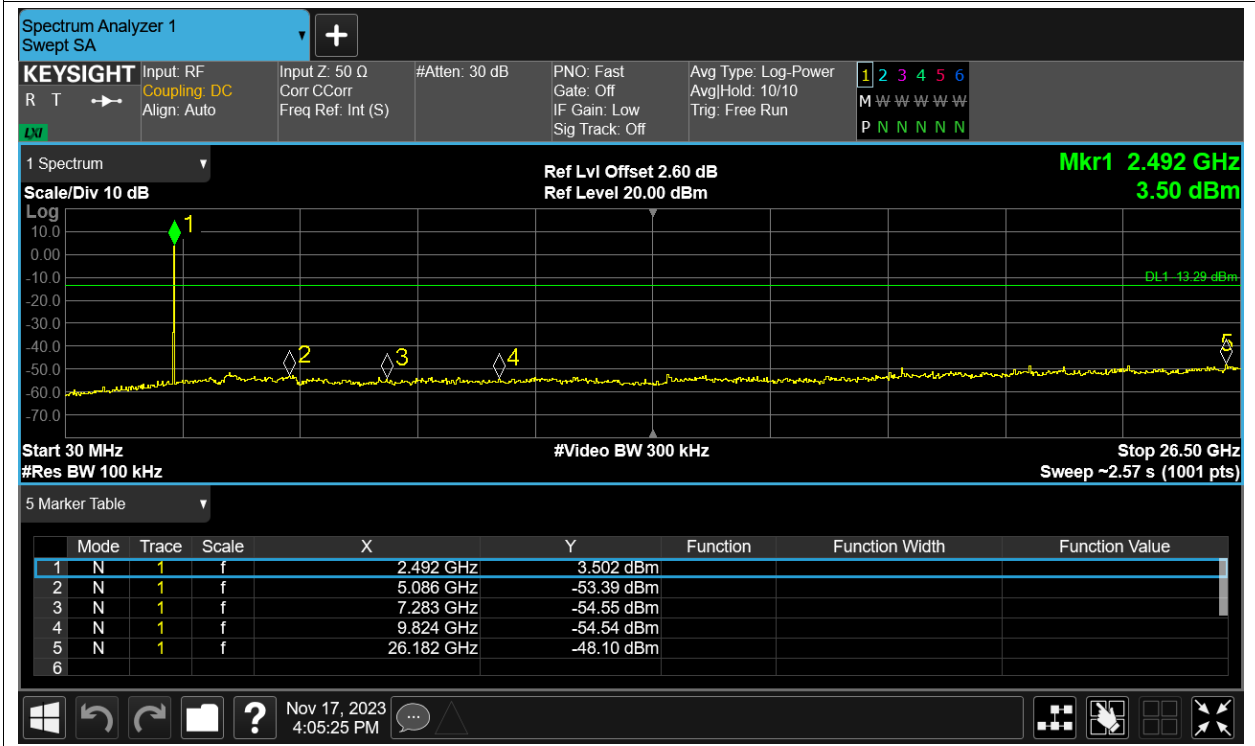 Spectrum Analyzer 1
Swept SA
KEYSIGHT Input: RF Input Z: 50 Ω #Atten: 30 dB PNO: Fast Avg Type: Log-Power 1 2 3 4 5 6
R T Coupling: DC Corr CCorr Gate: Off Avg|Hold: 10/10 M W W W W W
Align: Auto Freq Ref: Int (S) IF Gain: Low Trig: Free Run
LXI Sig Track: Off P N N N N N
1 Spectrum
Ref Lvl Offset 2.60 dB Mkr1 2.492 GHz
Scale/Div 10 dB Ref Level 20.00 dBm 3.50 dBm
Log
1
10.0
0.00
-10.0 DL1 -13.29 dBm
-20.0
-30.0
-40.0 2 3 4 5
-50.0
-60.0
-70.0
Start 30 MHz #Video BW 300 kHz Stop 26.50 GHz
#Res BW 100 kHz Sweep ~2.57 s (1001 pts)
5 Marker Table
Mode Trace Scale X Y Function Function Width Function Value
1 N 1 f 2.492 GHz 3.502 dBm
2 N 1 f 5.086 GHz -53.39 dBm
3 N 1 f 7.283 GHz -54.55 dBm
4 N 1 f 9.824 GHz -54.54 dBm
5 N 1 f 26.182 GHz -48.10 dBm
6
? Nov 17, 2023
4:05:25 PM